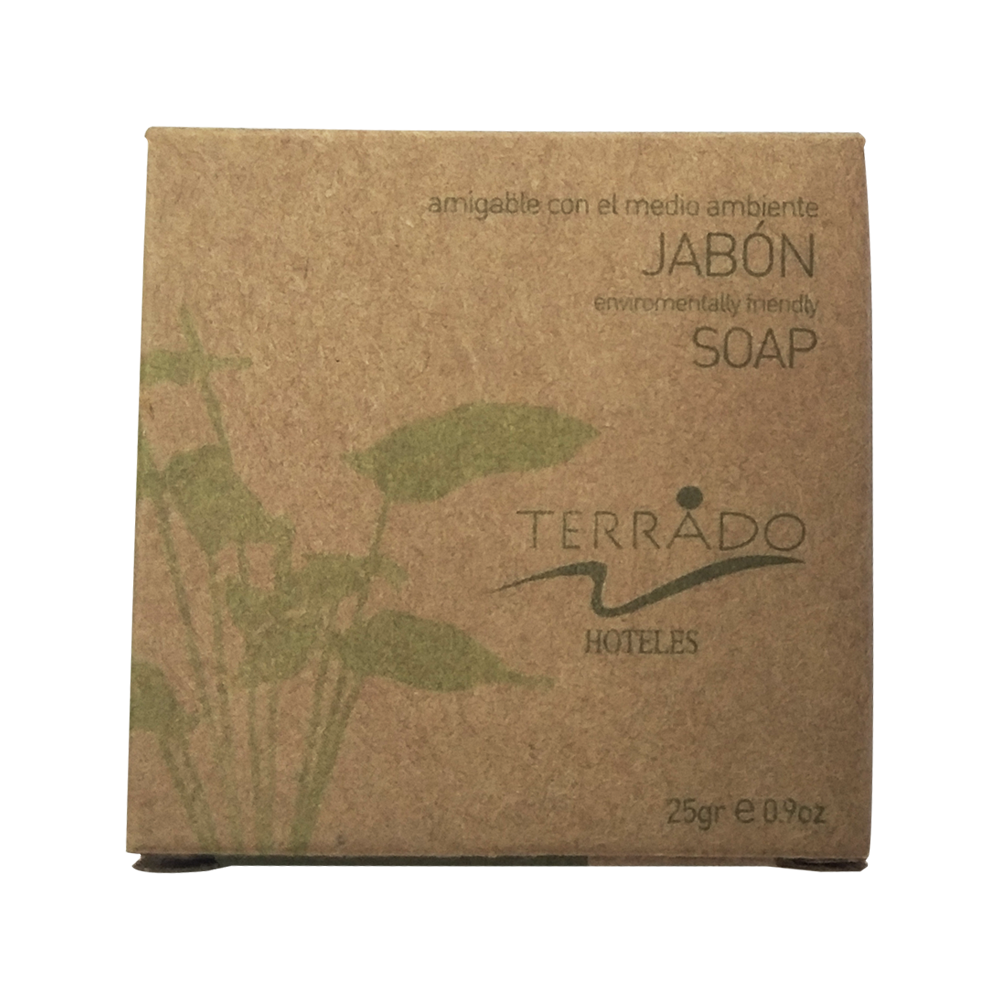 amigable con el medio ambiente
JABÓN
enviromentally friendly
SOAP
TERRADO
HOTELES
25gr e 0.9oz